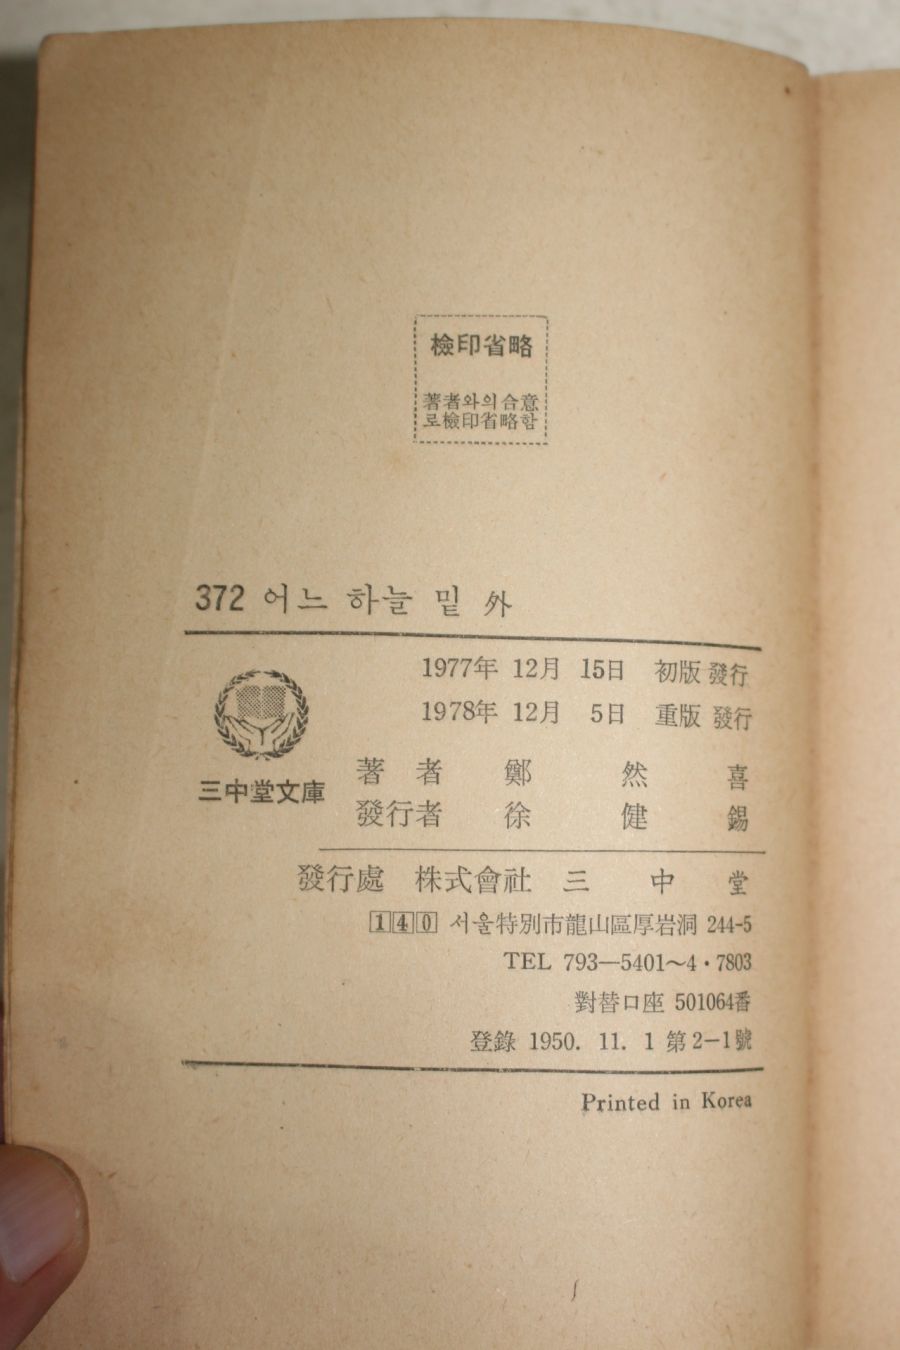 檢印省略
著者와의合意
로檢印省略함
372 어느 하늘 밑 外
1977年 12月 15日 初版 發行
1978年 12月 5日 重版 發行
三中堂文庫
著者 鄭然喜
發行者 徐健錫
發行處 株式會社 三中堂
140 서울特別市龍山區厚岩洞 244-5
TEL 793—5401~4·7803
對替口座 501064番
登錄 1950. 11. 1 第2-1號
Printed in Korea